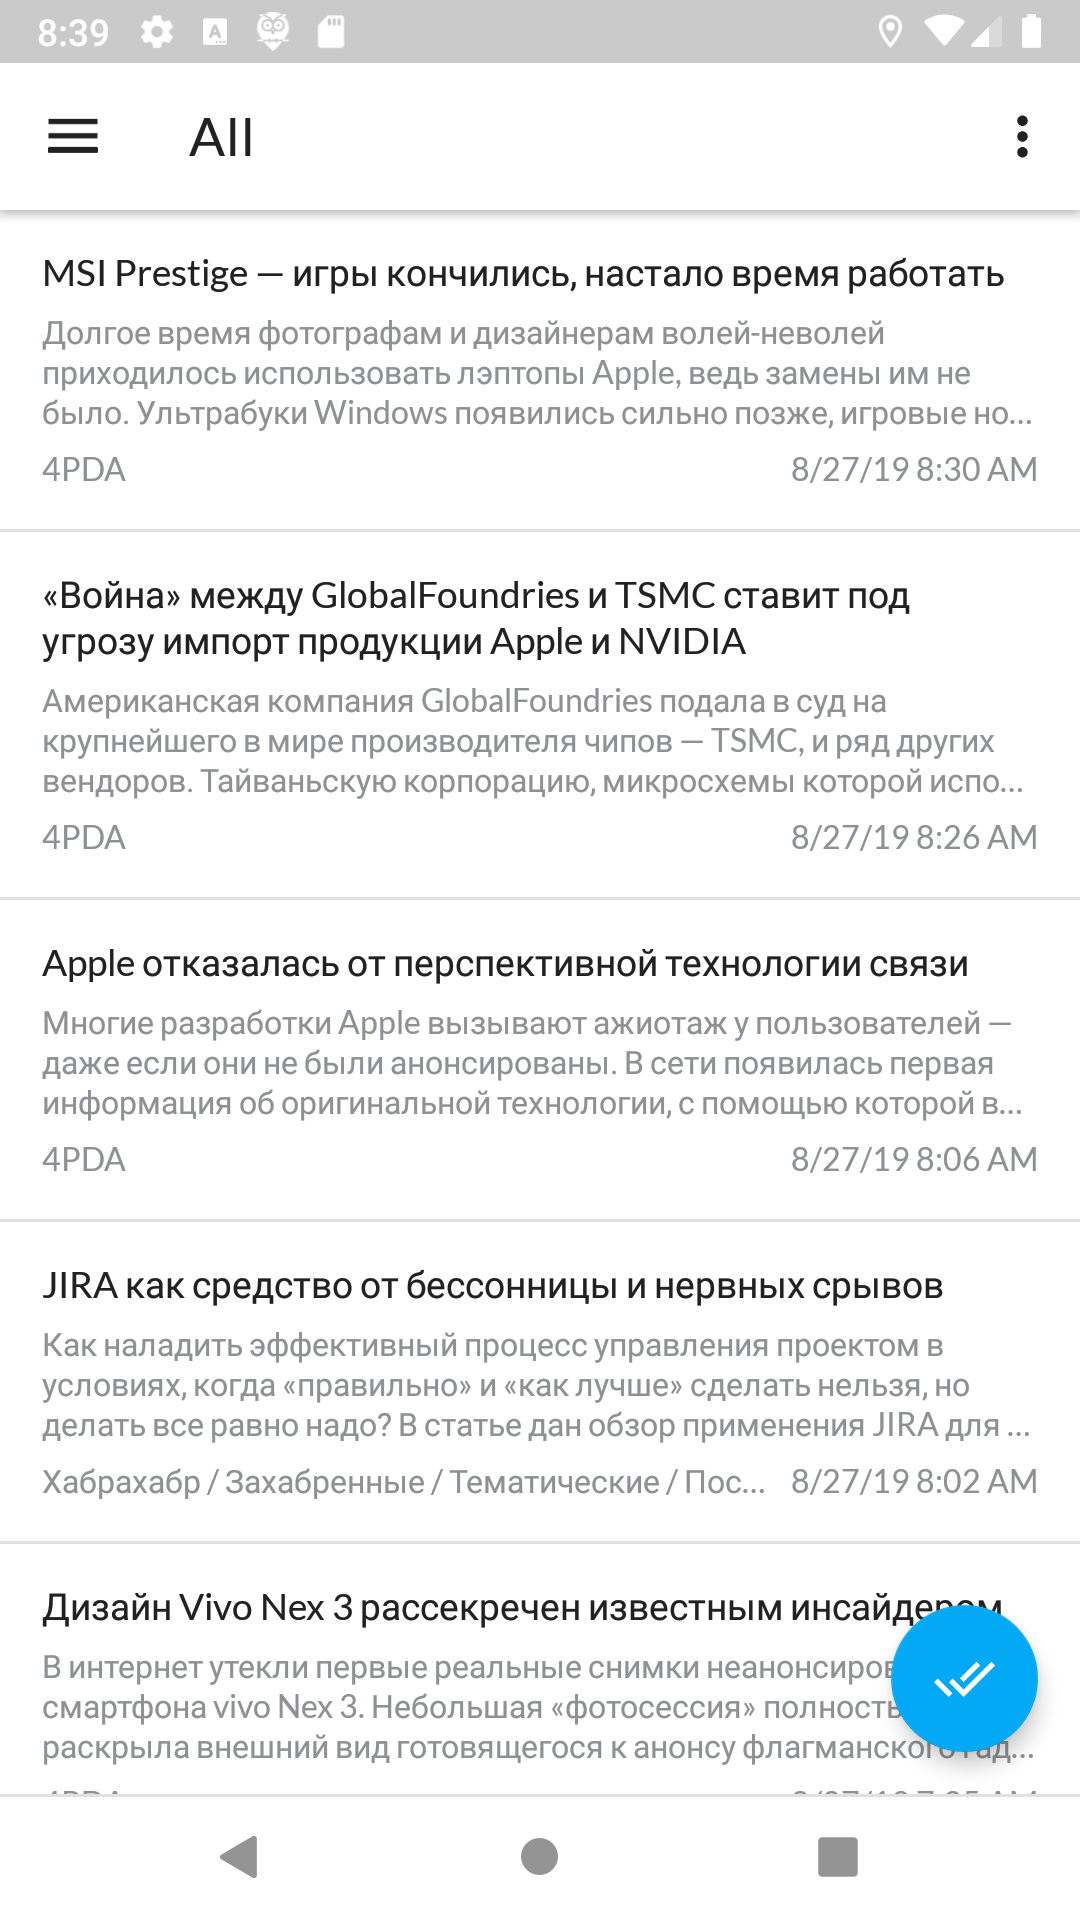 8:39
All
MSI Prestige — игры кончились, настало время работать
Долгое время фотографам и дизайнерам волей-неволей
приходилось использовать лэптопы Apple, ведь замены им не
было. Ультрабуки Windows появились сильно позже, игровые но...
4PDA 8/27/19 8:30 AM
«Война» между GlobalFoundries и TSMC ставит под
угрозу импорт продукции Apple и NVIDIA
Американская компания GlobalFoundries подала в суд на
крупнейшего в мире производителя чипов — TSMC, и ряд других
вендоров. Тайваньскую корпорацию, микросхемы которой испо...
4PDA 8/27/19 8:26 AM
Apple отказалась от перспективной технологии связи
Многие разработки Apple вызывают ажиотаж у пользователей —
даже если они не были анонсированы. В сети появилась первая
информация об оригинальной технологии, с помощью которой в...
4PDA 8/27/19 8:06 AM
JIRA как средство от бессонницы и нервных срывов
Как наладить эффективный процесс управления проектом в
условиях, когда «правильно» и «как лучше» сделать нельзя, но
делать все равно надо? В статье дан обзор применения JIRA для ...
Хабрахабр / Захабренные / Тематические / Пос... 8/27/19 8:02 AM
Дизайн Vivo Nex 3 рассекречен известным инсайдером
В интернет утекли первые реальные снимки
смартфона vivo Nex 3. Небольшая «фотосессия»
раскрыла внешний вид готовящегося к анонсу